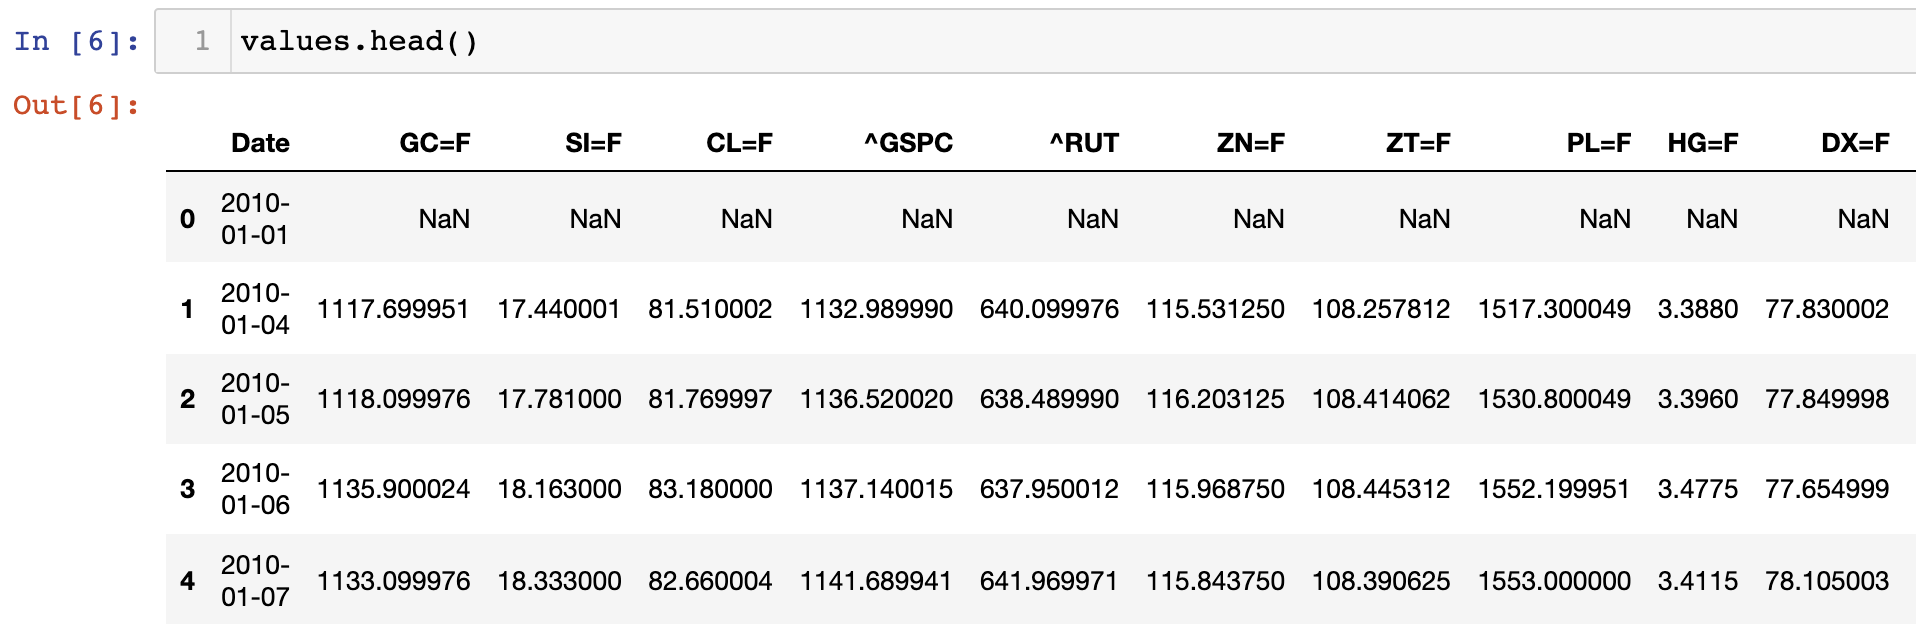 In [6]: 1 values.head()
Out[6]:
Date GC=F SI=F CL=F ^GSPC ^RUT ZN=F ZT=F PL=F HG=F DX=F
0 2010-01-01 NaN NaN NaN NaN NaN NaN NaN NaN NaN NaN
1 2010-01-04 1117.699951 17.440001 81.510002 1132.989990 640.099976 115.531250 108.257812 1517.300049 3.3880 77.830002
2 2010-01-05 1118.099976 17.781000 81.769997 1136.520020 638.489990 116.203125 108.414062 1530.800049 3.3960 77.849998
3 2010-01-06 1135.900024 18.163000 83.180000 1137.140015 637.950012 115.968750 108.445312 1552.199951 3.4775 77.654999
4 2010-01-07 1133.099976 18.333000 82.660004 1141.689941 641.969971 115.843750 108.390625 1553.000000 3.4115 78.105003